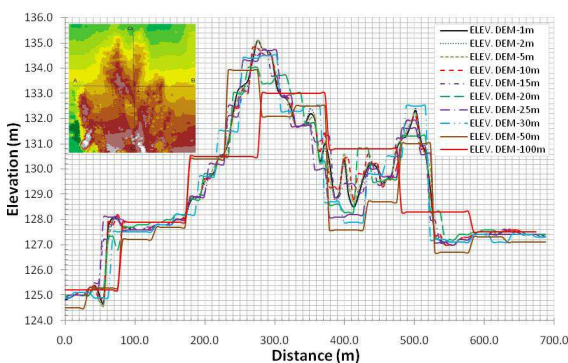 136.0
135.0
134.0
133.0
132.0
131.0
130.0
129.0
128.0
127.0
126.0
125.0
124.0
Elevation (m)
A
B
ELEV. DEM-1m
ELEV. DEM-2m
ELEV. DEM-5m
ELEV. DEM-10m
ELEV. DEM-15m
ELEV. DEM-20m
ELEV. DEM-25m
ELEV. DEM-30m
ELEV. DEM-50m
ELEV. DEM-100m
0.0 100.0 200.0 300.0 400.0 500.0 600.0 700.0
Distance (m)